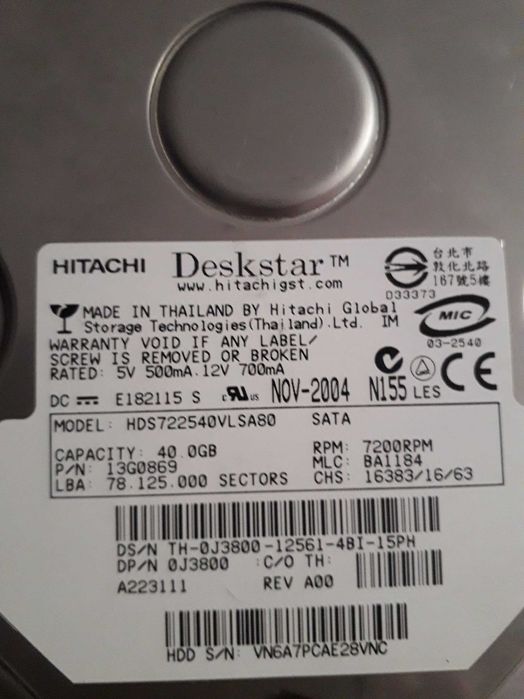 HITACHI Deskstar™
www.hitachigst.com
台北市
敦化北路
167號5樓
D33373
MADE IN THAILAND BY Hitachi Global
Storage Technologies(Thailand).Ltd. IM
MIC
03-2540
WARRANTY VOID IF ANY LABEL/
SCREW IS REMOVED OR BROKEN
RATED: 5V 500mA.12V 700mA
DC E182115 S c RU us NOV-2004 N155 LES CE
MODEL: HDS722540VLSA80 SATA
CAPACITY: 40.0GB RPM: 7200RPM
P/N: 13G0869 MLC: BA1184
LBA: 78.125.000 SECTORS CHS: 16383/16/63
DS/N TH-0J3800-12561-4BI-15PH
DP/N 0J3800 :C/O TH:
A223111 REV A00
HDD S/N: VN6A7PCAE28VNC